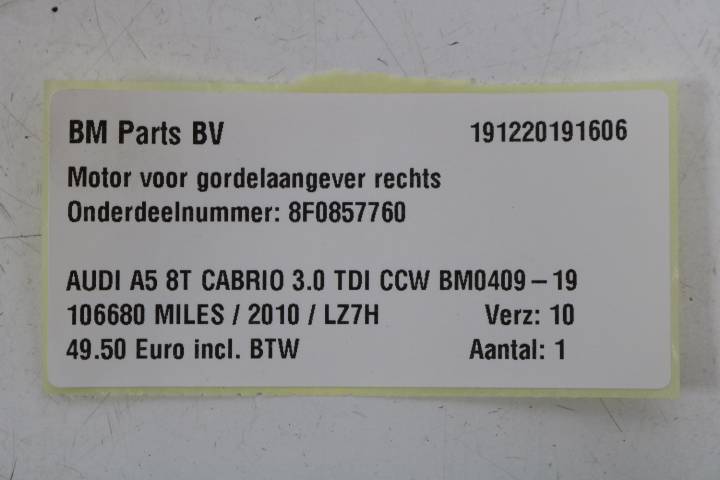 BM Parts BV 191220191606
Motor voor gordelaangever rechts
Onderdeelnummer: 8F0857760
AUDI A5 8T CABRIO 3.0 TDI CCW BM0409 – 19
106680 MILES / 2010 / LZ7H Verz: 10
49.50 Euro incl. BTW Aantal: 1